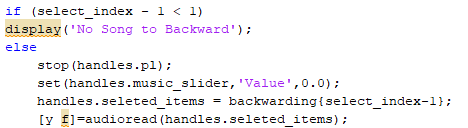 if (select_index - 1 < 1)
display('No Song to Backward');
else
stop(handles.pl);
set(handles.music_slider,'Value',0.0);
handles.seleted_items = backwarding{select_index-1};
[y f]=audioread(handles.seleted_items);